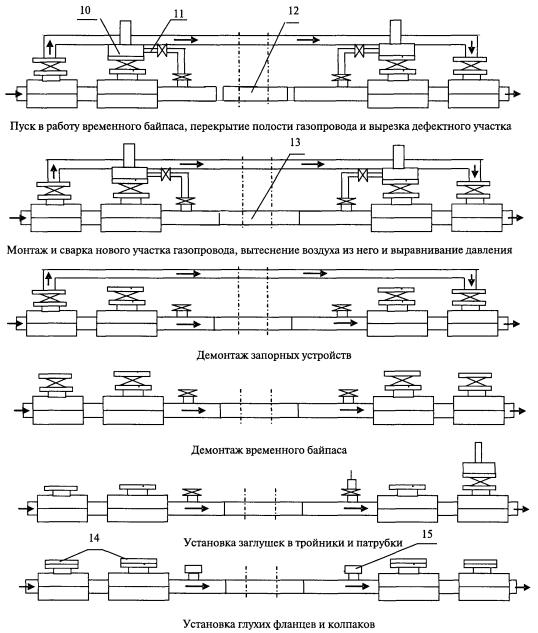 10
11
12
Пуск в работу временного байпаса, перекрытие полости газопровода и вырезка дефектного участка
13
Монтаж и сварка нового участка газопровода, вытеснение воздуха из него и выравнивание давления
Демонтаж запорных устройств
Демонтаж временного байпаса
Установка заглушек в тройники и патрубки
14
15
Установка глухих фланцев и колпаков